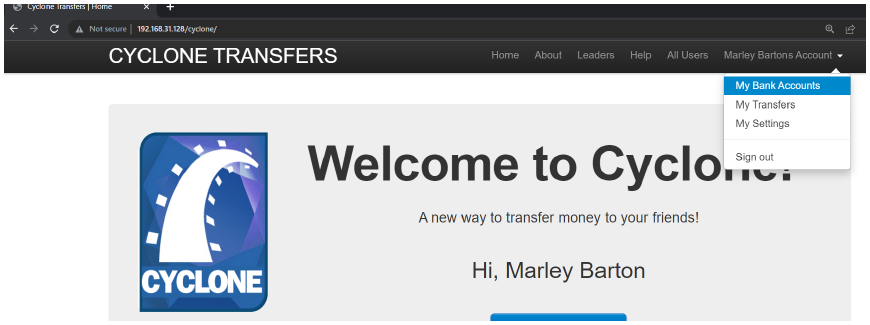 Cyclone Transfers | Home
Not secure | 192.168.31.128/cyclone/
CYCLONE TRANSFERS
Home About Leaders Help All Users Marley Bartons Account
My Bank Accounts
My Transfers
My Settings
Sign out
Welcome to Cyclone!
A new way to transfer money to your friends!
Hi, Marley Barton
CYCLONE